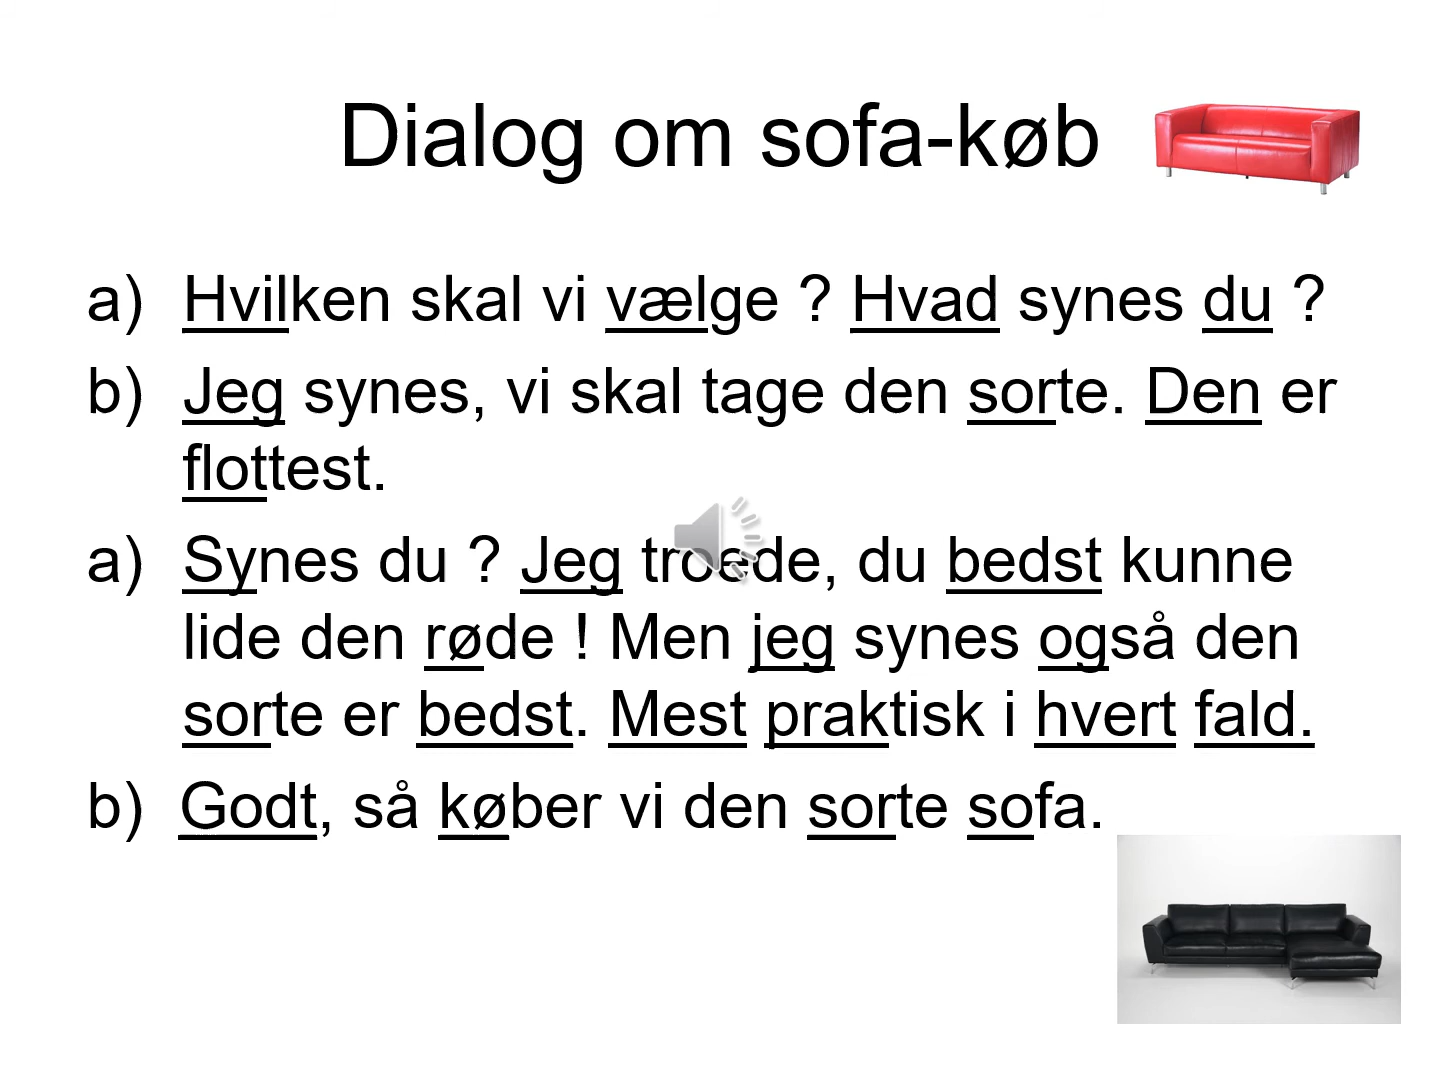 Dialog om sofa-køb
a) Hvilken skal vi vælge ? Hvad synes du ?
b) Jeg synes, vi skal tage den sorte. Den er
flottest.
a) Synes du ? Jeg troede, du bedst kunne
lide den røde ! Men jeg synes også den
sorte er bedst. Mest praktisk i hvert fald.
b) Godt, så køber vi den sorte sofa.